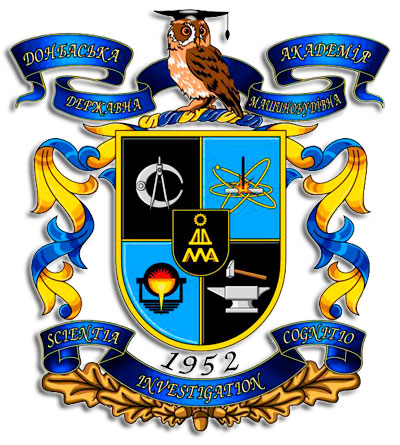 ДОНБАСЬКА
ДЕРЖАВНА
МАШИНОБУДІВНА
АКАДЕМІЯ
ДДМА
SCIENTIA
1952
COGNITIO
INVESTIGATION